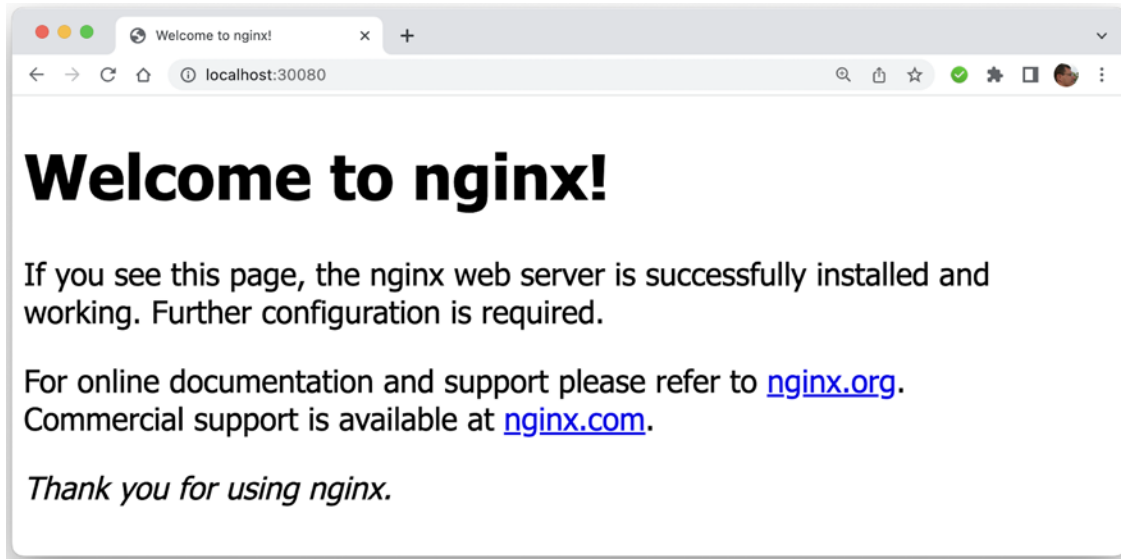 Welcome to nginx!
localhost:30080
Welcome to nginx!
If you see this page, the nginx web server is successfully installed and
working. Further configuration is required.
For online documentation and support please refer to nginx.org.
Commercial support is available at nginx.com.
Thank you for using nginx.